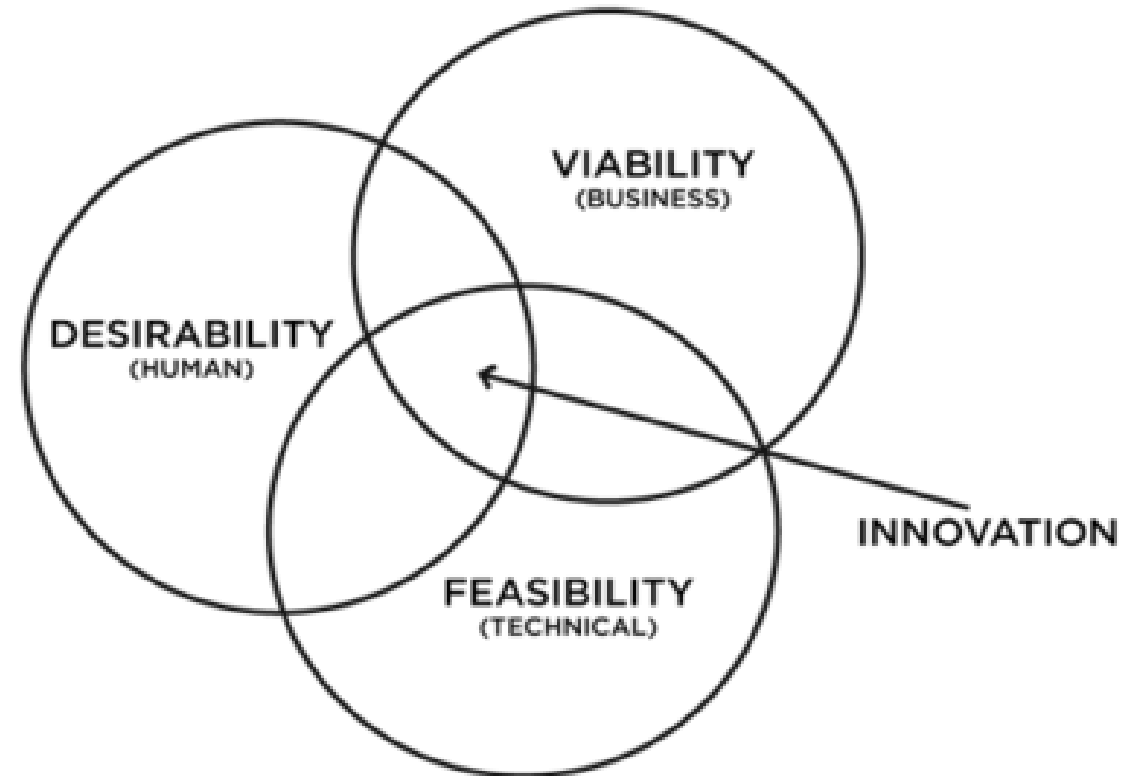 VIABILITY
(BUSINESS)
DESIRABILITY
(HUMAN)
INNOVATION
FEASIBILITY
(TECHNICAL)